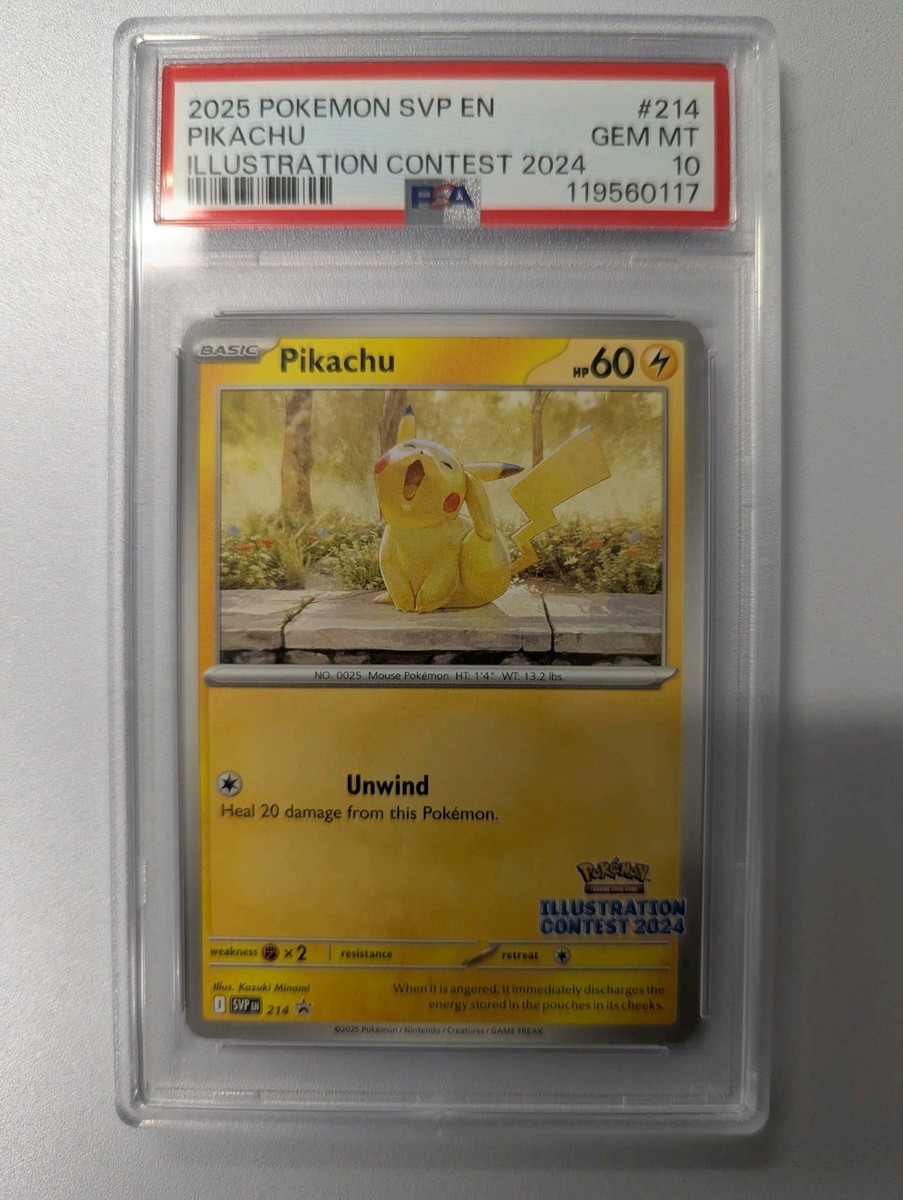 2025 POKEMON SVP EN #214
PIKACHU GEM MT
ILLUSTRATION CONTEST 2024 10
PSA 119560117
BASIC Pikachu HP60
NO. 0025 Mouse Pokémon HT: 1'4" WT: 13.2 lbs.
Unwind
Heal 20 damage from this Pokémon.
POKéMON
TRADING CARD GAME
ILLUSTRATION
CONTEST 2024
weakness ×2 resistance retreat
Illus. Kazuki Minami
When it is angered, it immediately discharges the
energy stored in the pouches in its cheeks.
I SVP EN 214
©2025 Pokémon / Nintendo / Creatures / GAME FREAK